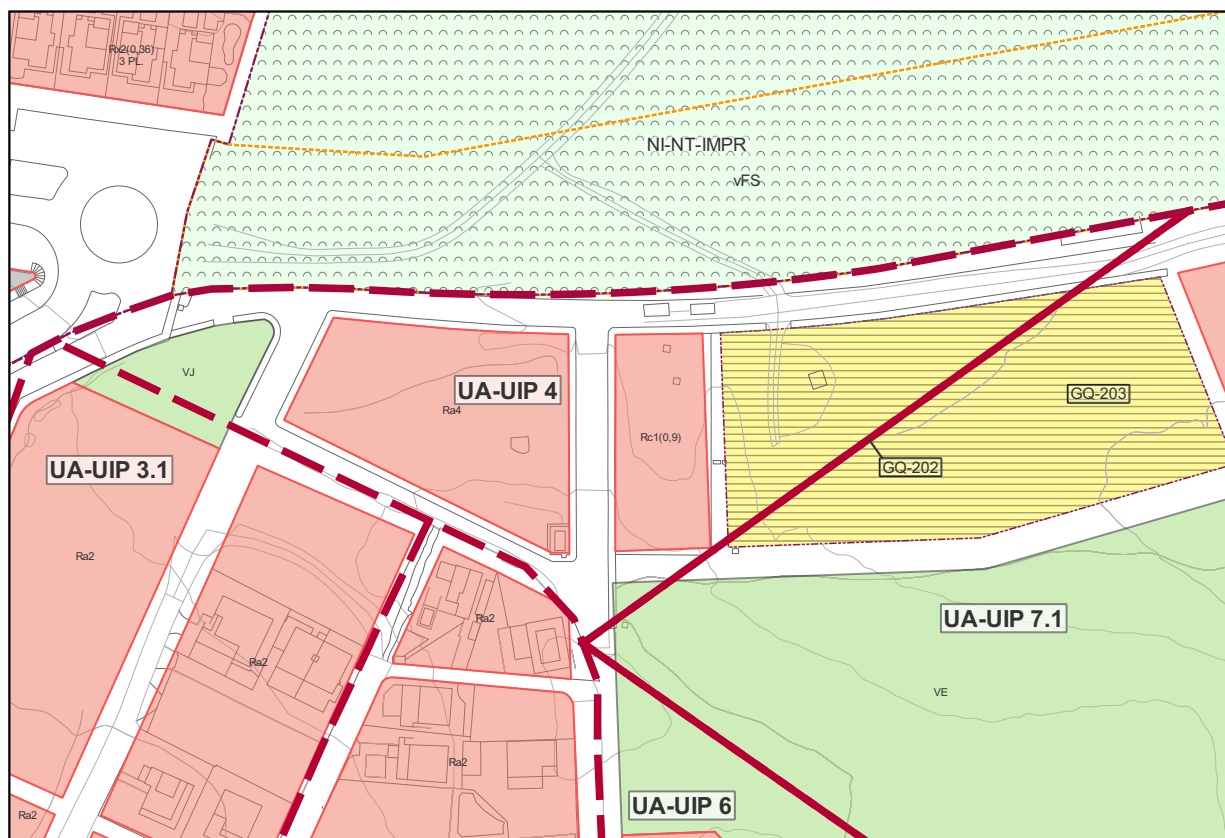 Rx2(0,36)
3 PL.
NI-NT-IMPR
vFS
VJ
UA-UIP 4
Ra4
GQ-203
Rc1(0,9)
UA-UIP 3.1
GQ-202
Ra2
Ra2
UA-UIP 7.1
Ra2
VE
Ra2
UA-UIP 6
Ra2